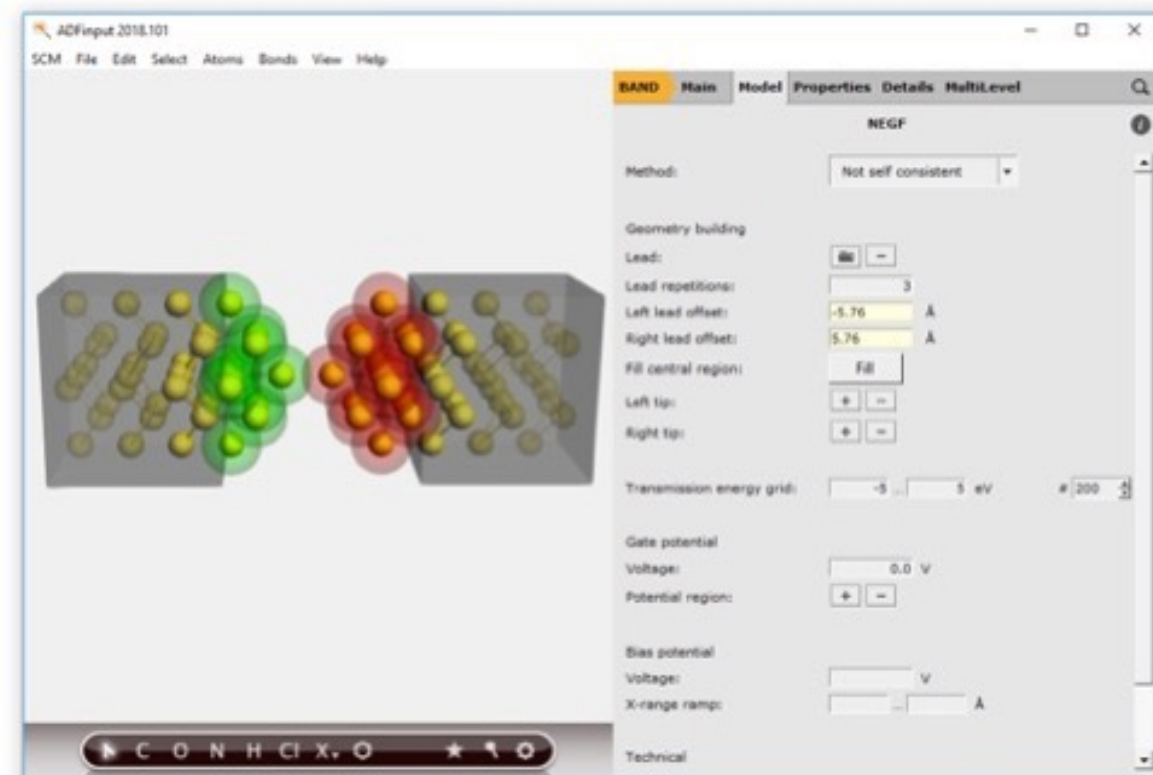 ADFinput 2018.101
SCM File Edit Select Atoms Bonds View Help
BAND Main Model Properties Details MultiLevel
NEGF
Method: Not self consistent
Geometry building
Lead:
Lead repetitions: 3
Left lead offset: -5.76 Å
Right lead offset: 5.76 Å
Fill central region: Fill
Left tip: + -
Right tip: + -
Transmission energy grid: -5 .. 5 eV # 200
Gate potential
Voltage: 0.0 V
Potential region: + -
Bias potential
Voltage: V
X-range ramp: .. Å
Technical
C O N H Cl X.